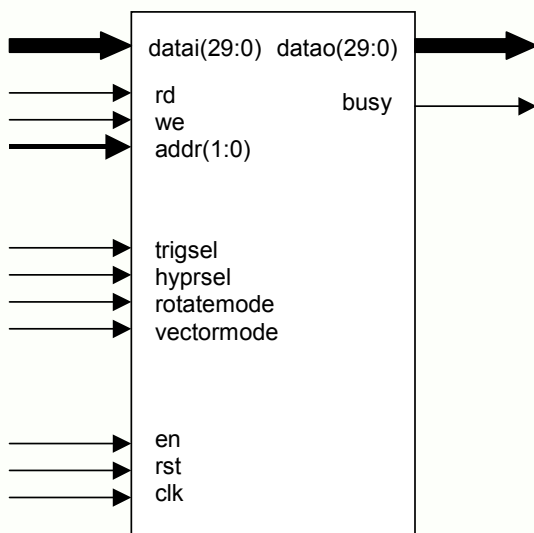 datai(29:0) datao(29:0)
rd
busy
we
addr(1:0)
trigsel
hyprsel
rotatemode
vectormode
en
rst
clk